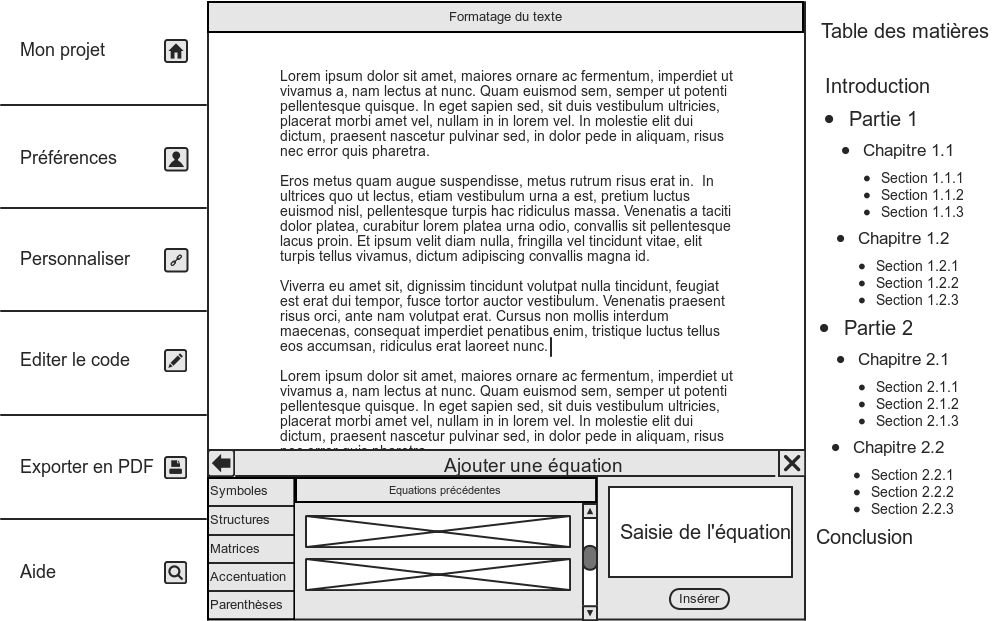 Mon projet
Préférences
Personnaliser
Editer le code
Exporter en PDF
Aide
Formatage du texte
Lorem ipsum dolor sit amet, maiores ornare ac fermentum, imperdiet ut
vivamus a, nam lectus at nunc. Quam euismod sem, semper ut potenti
pellentesque quisque. In eget sapien sed, sit duis vestibulum ultricies,
placerat morbi amet vel, nullam in in lorem vel. In molestie elit dui
dictum, praesent nascetur pulvinar sed, in dolor pede in aliquam, risus
nec error quis pharetra.
Eros metus quam augue suspendisse, metus rutrum risus erat in.  In
ultrices quo ut lectus, etiam vestibulum urna a est, pretium luctus
euismod nisl, pellentesque turpis hac ridiculus massa. Venenatis a taciti
dolor platea, curabitur lorem platea urna odio, convallis sit pellentesque
lacus proin. Et ipsum velit diam nulla, fringilla vel tincidunt vitae, elit
turpis tellus vivamus, dictum adipiscing convallis magna id.
Viverra eu amet sit, dignissim tincidunt volutpat nulla tincidunt, feugiat
est erat dui tempor, fusce tortor auctor vestibulum. Venenatis praesent
risus orci, ante nam volutpat erat. Cursus non mollis interdum
maecenas, consequat imperdiet penatibus enim, tristique luctus tellus
eos accumsan, ridiculus erat laoreet nunc.
Lorem ipsum dolor sit amet, maiores ornare ac fermentum, imperdiet ut
vivamus a, nam lectus at nunc. Quam euismod sem, semper ut potenti
pellentesque quisque. In eget sapien sed, sit duis vestibulum ultricies,
placerat morbi amet vel, nullam in in lorem vel. In molestie elit dui
dictum, praesent nascetur pulvinar sed, in dolor pede in aliquam, risus
Ajouter une équation
Symboles
Structures
Matrices
Accentuation
Parenthèses
Equations précédentes
Saisie de l'équation
Insérer
Table des matières
Introduction
Partie 1
Chapitre 1.1
Section 1.1.1
Section 1.1.2
Section 1.1.3
Chapitre 1.2
Section 1.2.1
Section 1.2.2
Section 1.2.3
Partie 2
Chapitre 2.1
Section 2.1.1
Section 2.1.2
Section 2.1.3
Chapitre 2.2
Section 2.2.1
Section 2.2.2
Section 2.2.3
Conclusion